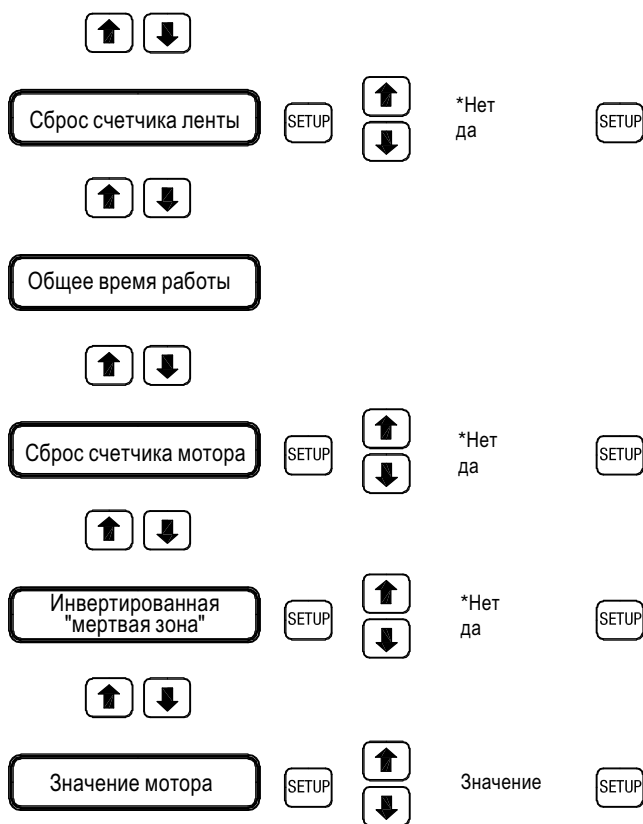 Сброс счетчика ленты SETUP *Нет SETUP
да
Общее время работы
Сброс счетчика мотора SETUP *Нет SETUP
да
Инвертированная
"мертвая зона" SETUP *Нет SETUP
да
Значение мотора SETUP Значение SETUP